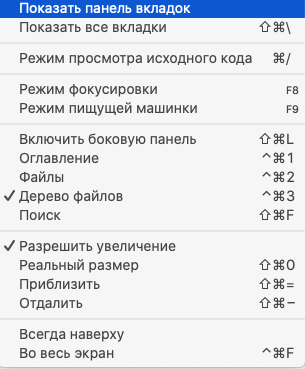 Показать панель вкладок
Показать все вкладки ⇧⌘\
Режим просмотра исходного кода ⌘/
Режим фокусировки F8
Режим пишущей машинки F9
Включить боковую панель ⇧⌘L
Оглавление ^⌘1
Файлы ^⌘2
✓ Дерево файлов ^⌘3
Поиск ⇧⌘F
✓ Разрешить увеличение
Реальный размер ⇧⌘0
Приблизить ⇧⌘=
Отдалить ⇧⌘−
Всегда наверху
Во весь экран ^⌘F